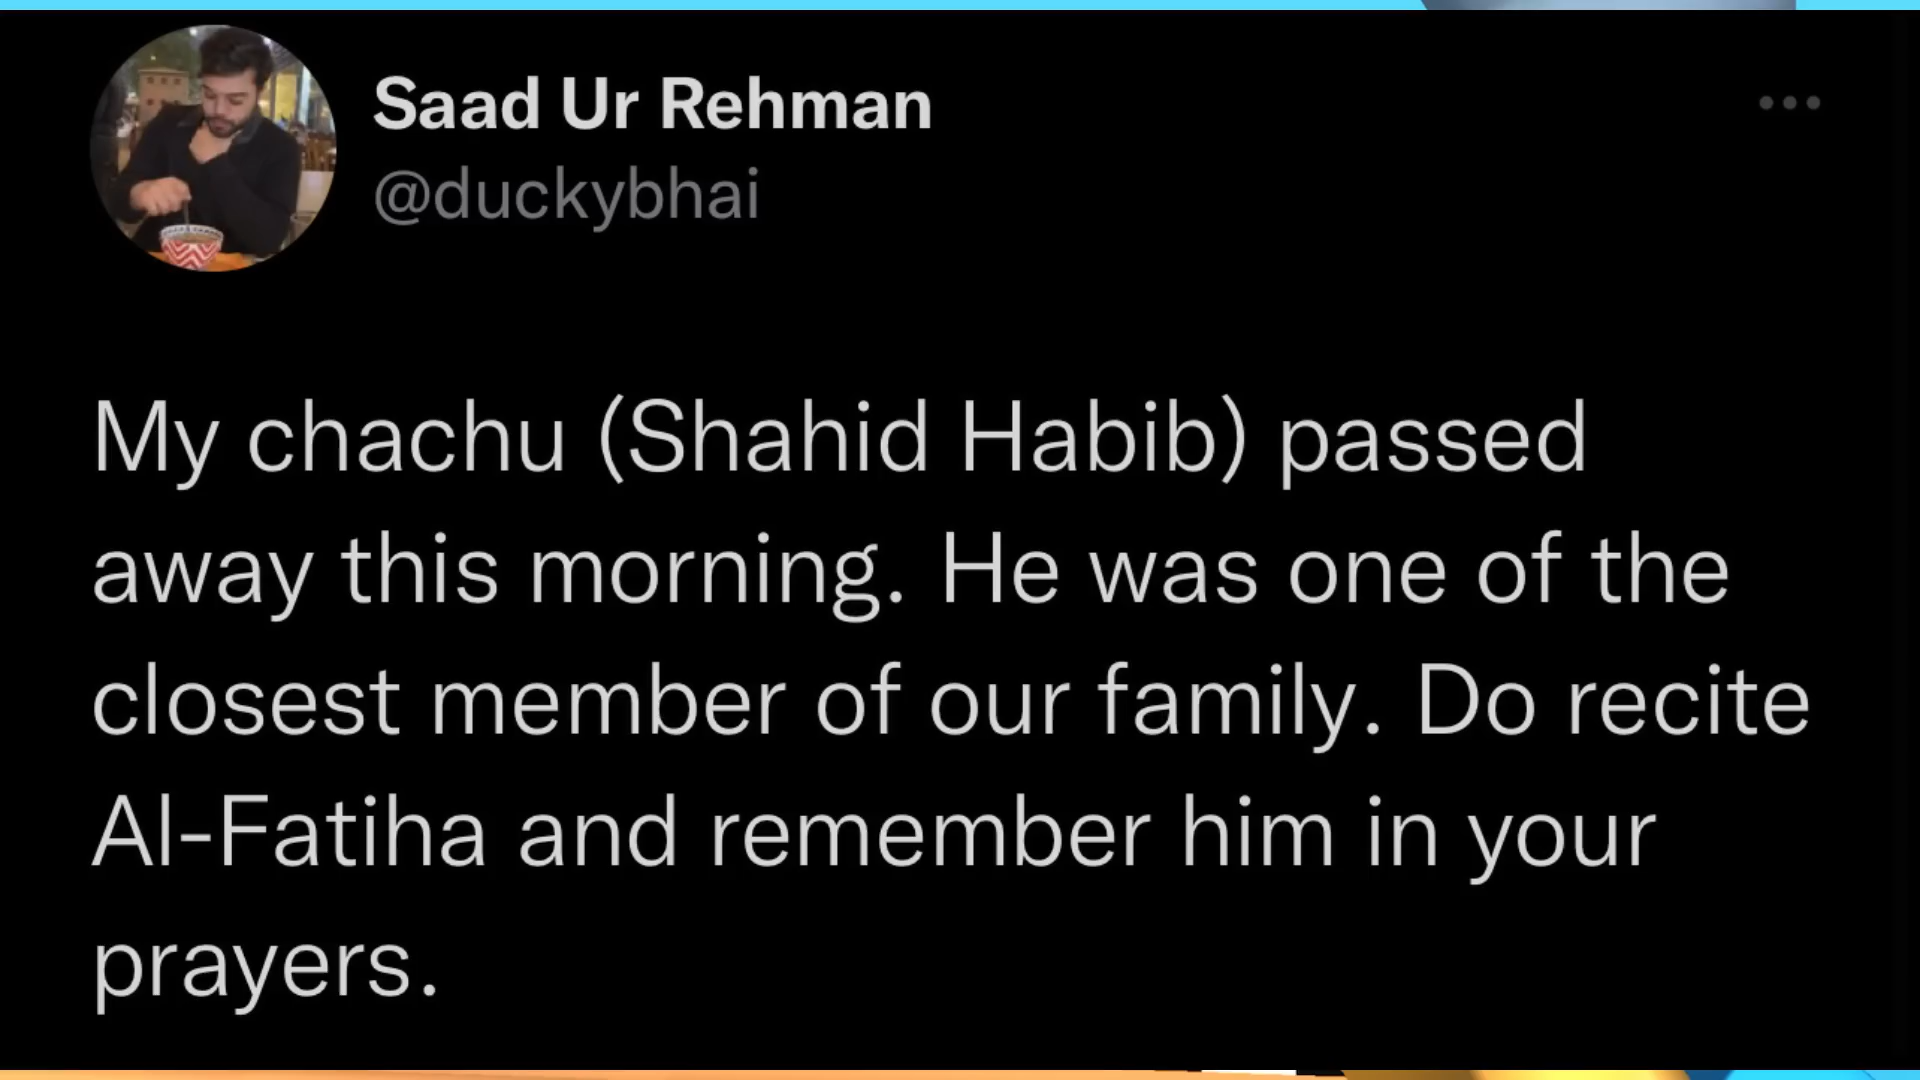 Saad Ur Rehman
@duckybhai
My chachu (Shahid Habib) passed
away this morning. He was one of the
closest member of our family. Do recite
Al-Fatiha and remember him in your
prayers.